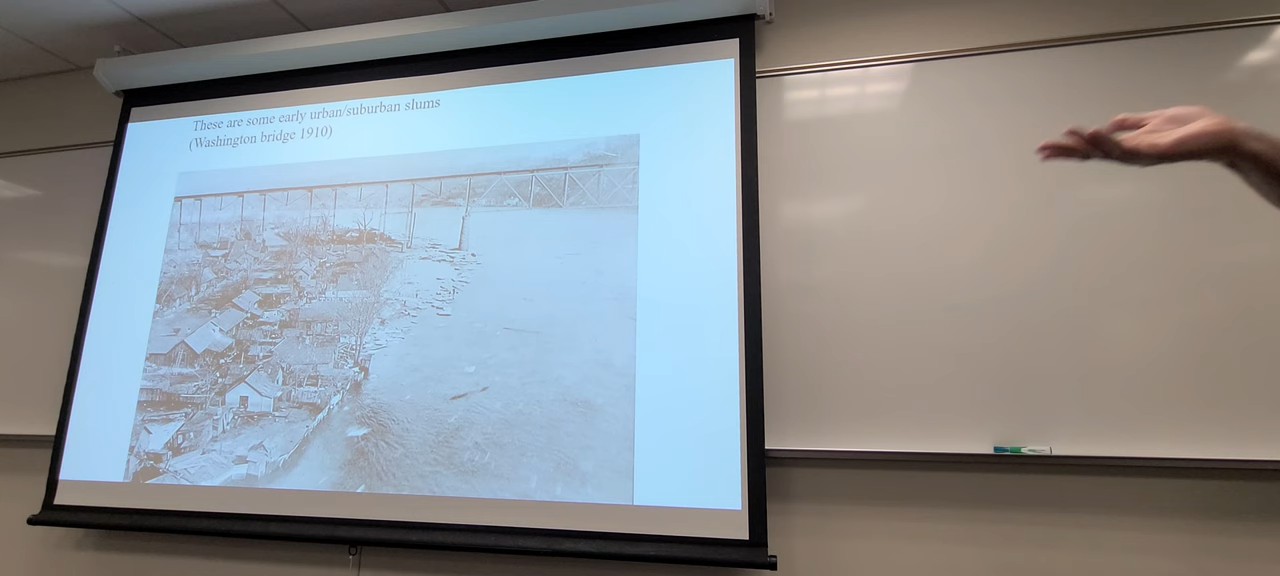 These are some early urban/suburban slums
(Washington bridge 1910)